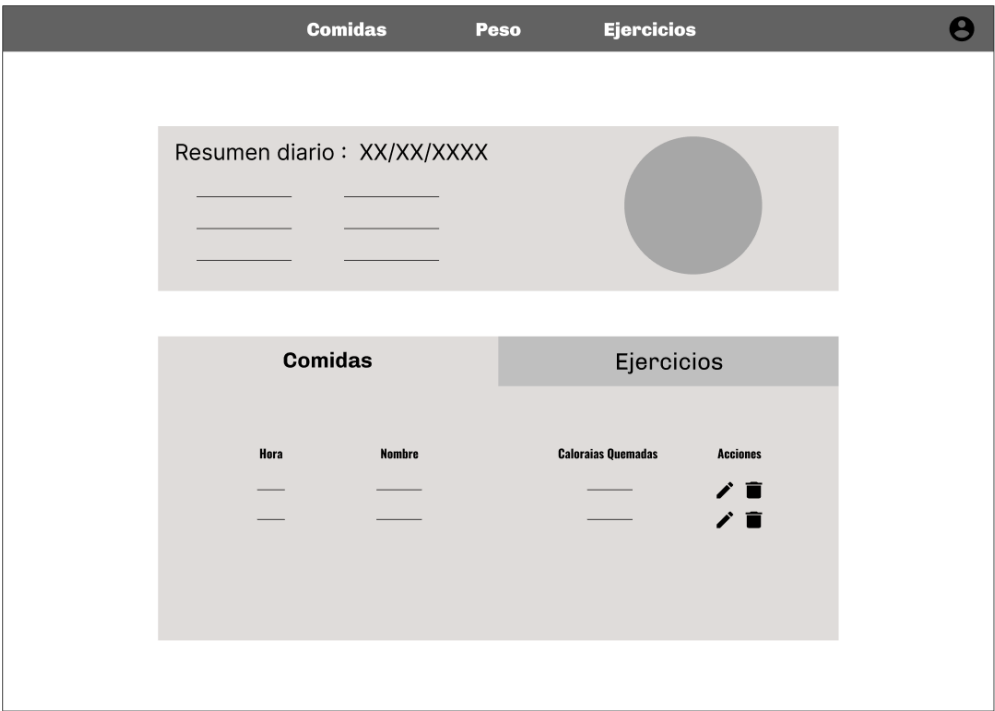 Comidas Peso Ejercicios
Resumen diario : XX/XX/XXXX
Comidas Ejercicios
Hora Nombre Caloraias Quemadas Acciones